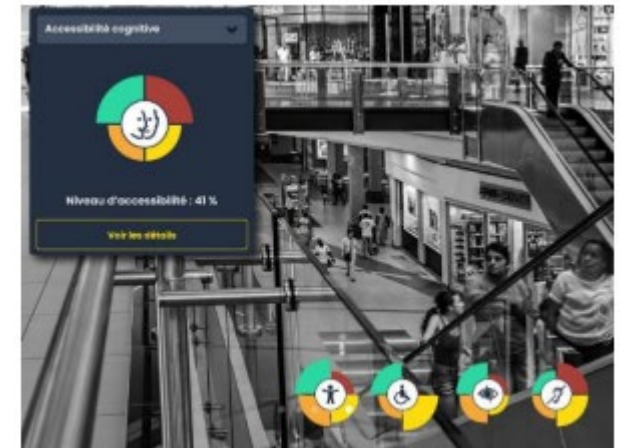 Accessibilité cognitive
Niveau d'accessibilité : 41 %
Voir les détails